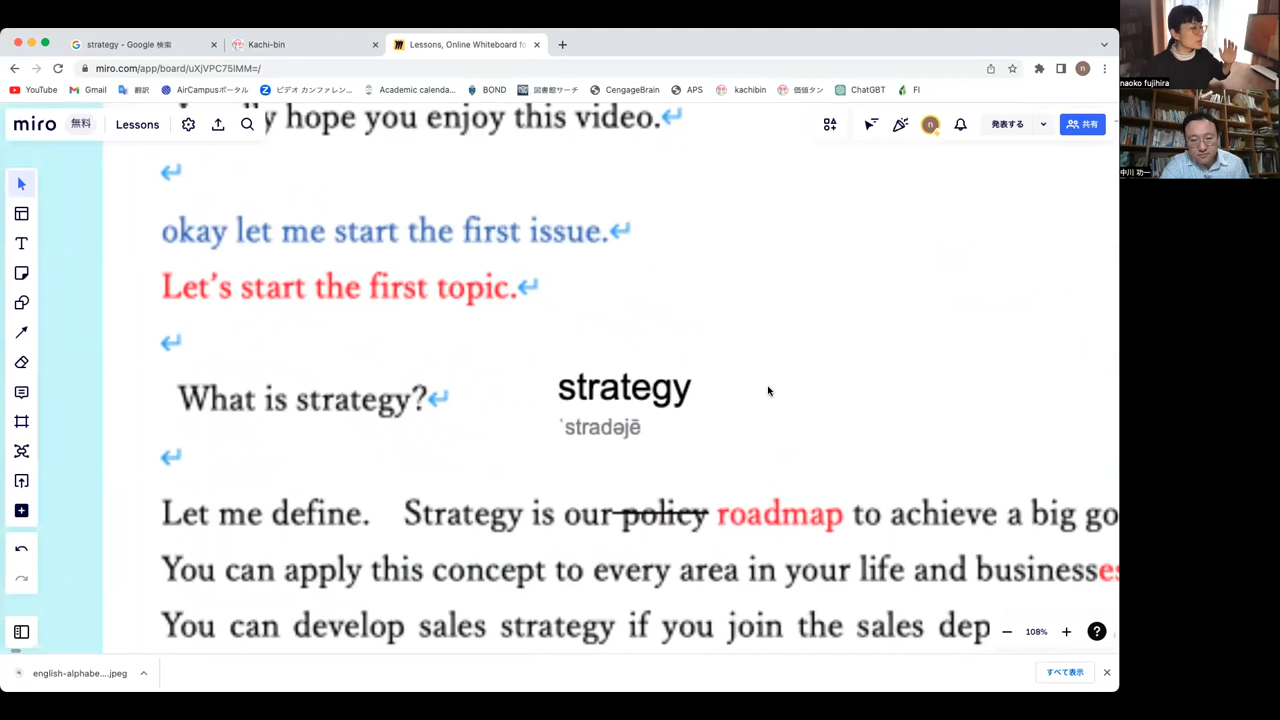 strategy - Google 検索
Kachi-bin
Lessons, Online Whiteboard fo
miro.com/app/board/uXjVPC75lMM=/
YouTube
Gmail
翻訳
AirCampusポータル
ビデオ カンファレン...
Academic calenda...
BOND
図書館サーチ
CengageBrain
APS
kachibin
価値タン
ChatGBT
FI
miro
無料
Lessons
発表する
共有
y hope you enjoy this video.↵
↵
okay let me start the first issue.↵
Let's start the first topic.↵
↵
What is strategy?↵
strategy
ˈstradəjē
↵
Let me define. Strategy is our policy roadmap to achieve a big go
You can apply this concept to every area in your life and businesses
You can develop sales strategy if you join the sales dep
108%
english-alphabe....jpeg
すべて表示
naoko fujihira
中川 功一